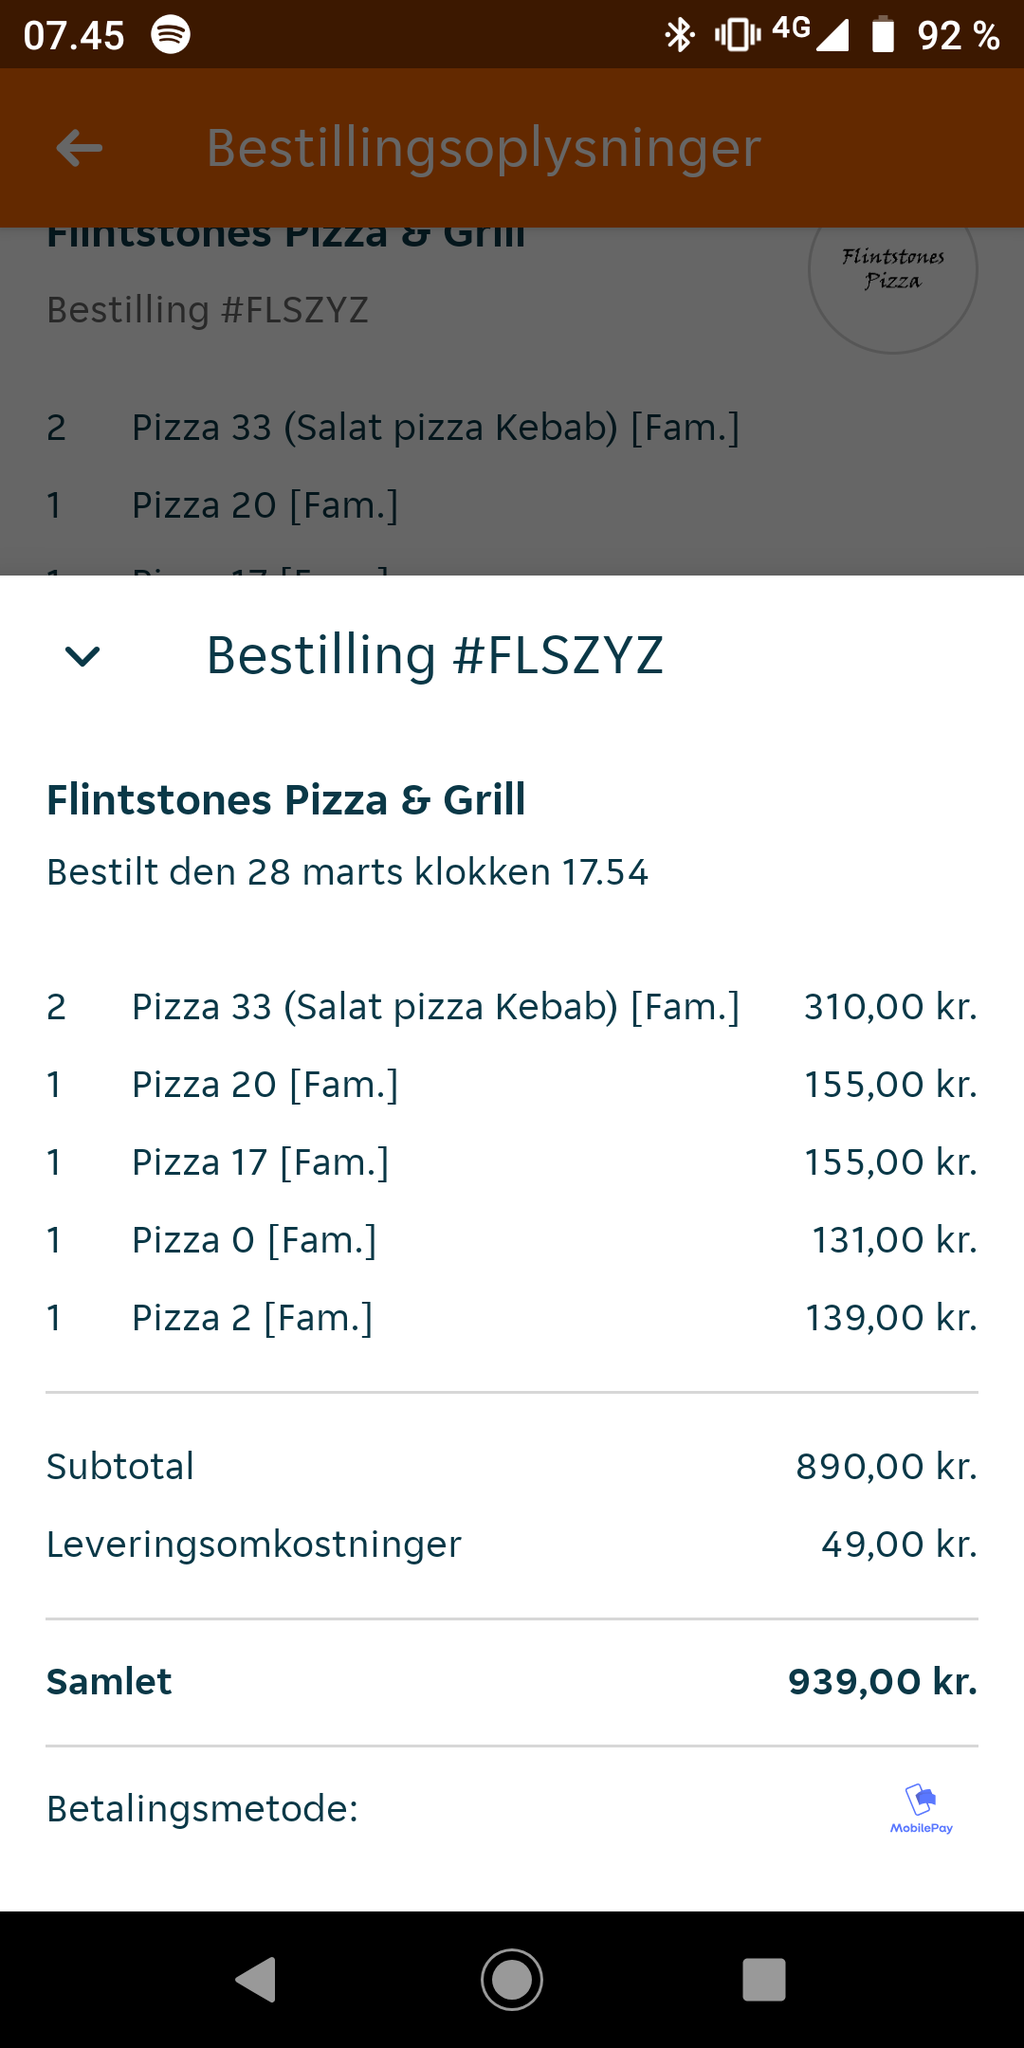 07.45 4G 92 %
Bestillingsoplysninger
Flintstones Pizza & Grill
Flintstones
Pizza
Bestilling #FLSZYZ
2 Pizza 33 (Salat pizza Kebab) [Fam.]
1 Pizza 20 [Fam.]
1 Pizza 17 [Fam.]
Bestilling #FLSZYZ
Flintstones Pizza & Grill
Bestilt den 28 marts klokken 17.54
2 Pizza 33 (Salat pizza Kebab) [Fam.] 310,00 kr.
1 Pizza 20 [Fam.] 155,00 kr.
1 Pizza 17 [Fam.] 155,00 kr.
1 Pizza 0 [Fam.] 131,00 kr.
1 Pizza 2 [Fam.] 139,00 kr.
Subtotal 890,00 kr.
Leveringsomkostninger 49,00 kr.
Samlet 939,00 kr.
Betalingsmetode:
MobilePay